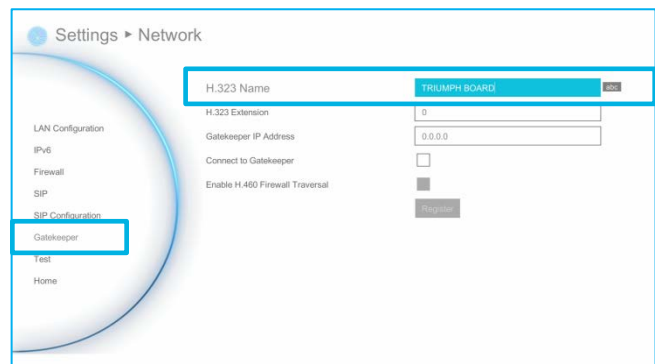 Settings ▸ Network
H.323 Name TRIUMPH BOARD abc
H.323 Extension 0
Gatekeeper IP Address 0.0.0.0
Connect to Gatekeeper
Enable H.460 Firewall Traversal
Register
LAN Configuration
IPv6
Firewall
SIP
SIP Configuration
Gatekeeper
Test
Home